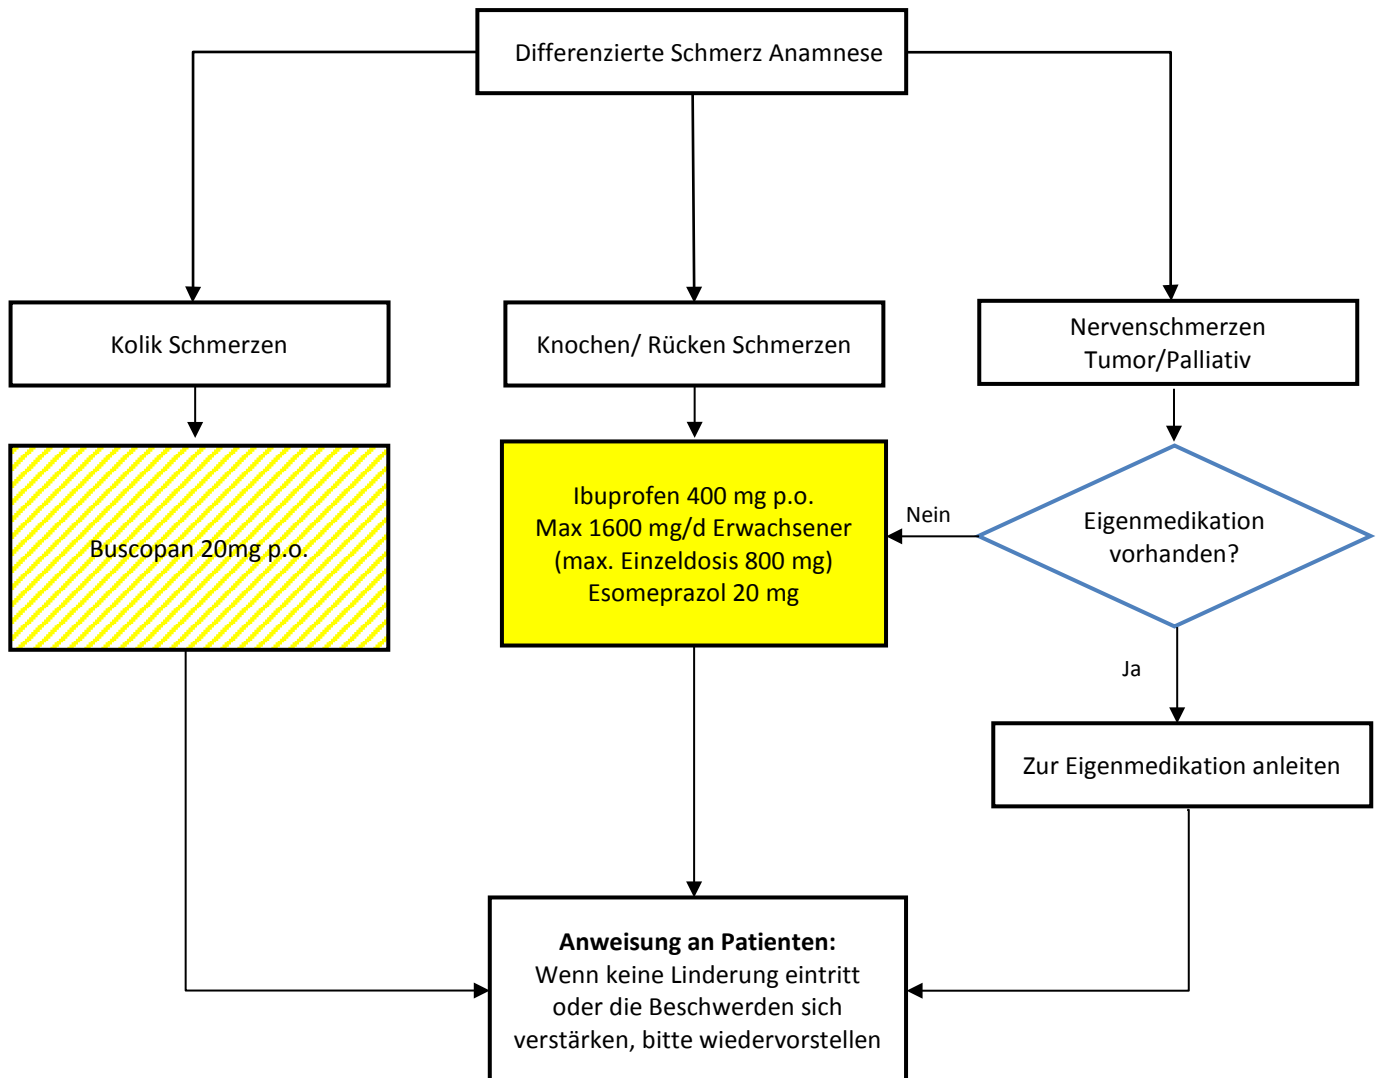 Differenzierte Schmerz Anamnese
Kolik Schmerzen
Knochen/ Rücken Schmerzen
Nervenschmerzen
Tumor/Palliativ
Buscopan 20mg p.o.
Ibuprofen 400 mg p.o.
Max 1600 mg/d Erwachsener
(max. Einzeldosis 800 mg)
Esomeprazol 20 mg
Nein
Eigenmedikation
vorhanden?
Ja
Zur Eigenmedikation anleiten
Anweisung an Patienten:
Wenn keine Linderung eintritt
oder die Beschwerden sich
verstärken, bitte wiedervorstellen